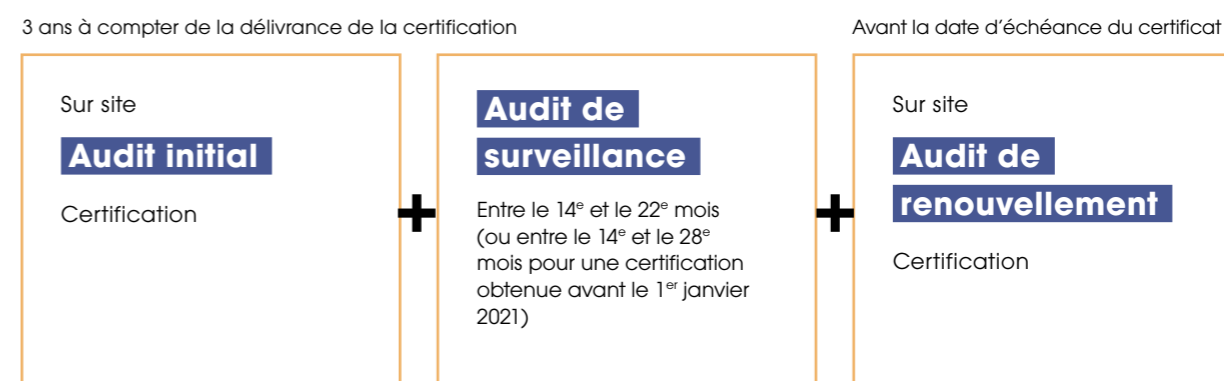 3 ans à compter de la délivrance de la certification
Avant la date d'échéance du certificat
Sur site
Audit initial
Certification
+
Audit de
surveillance
Entre le 14e et le 22e mois
(ou entre le 14e et le 28e
mois pour une certification
obtenue avant le 1er janvier
2021)
+
Sur site
Audit de
renouvellement
Certification